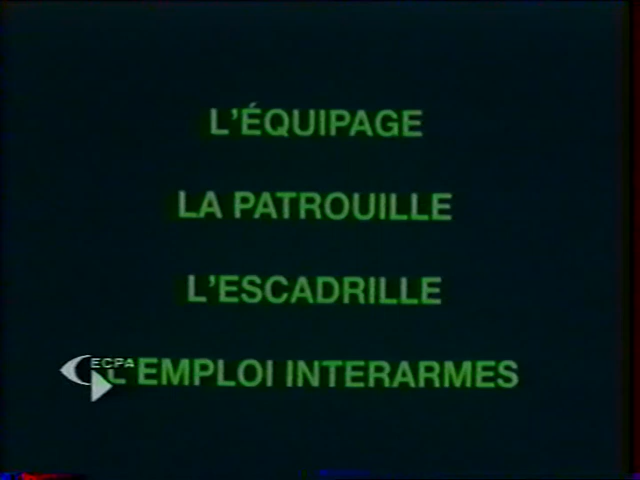 L'ÉQUIPAGE
LA PATROUILLE
L'ESCADRILLE
ECPA
L'EMPLOI INTERARMES